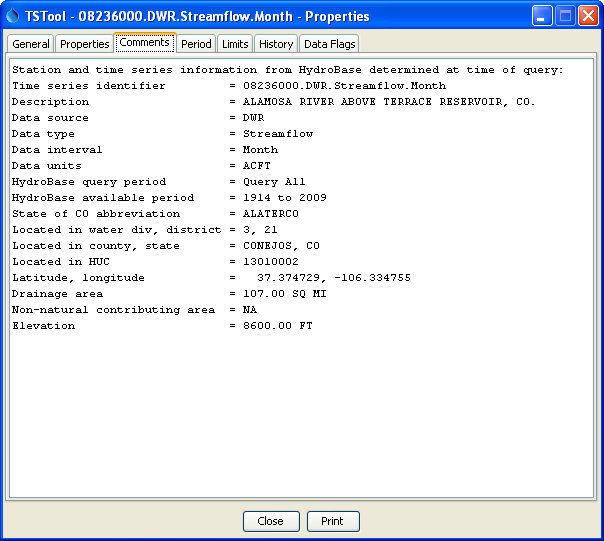 TSTool - 08236000.DWR.Streamflow.Month - Properties
General Properties Comments Period Limits History Data Flags
Station and time series information from HydroBase determined at time of query:
Time series identifier = 08236000.DWR.Streamflow.Month
Description = ALAMOSA RIVER ABOVE TERRACE RESERVOIR, CO.
Data source = DWR
Data type = Streamflow
Data interval = Month
Data units = ACFT
HydroBase query period = Query All
HydroBase available period = 1914 to 2009
State of CO abbreviation = ALATERCO
Located in water div, district = 3, 21
Located in county, state = CONEJOS, CO
Located in HUC = 13010002
Latitude, longitude = 37.374729, -106.334755
Drainage area = 107.00 SQ MI
Non-natural contributing area = NA
Elevation = 8600.00 FT
Close Print